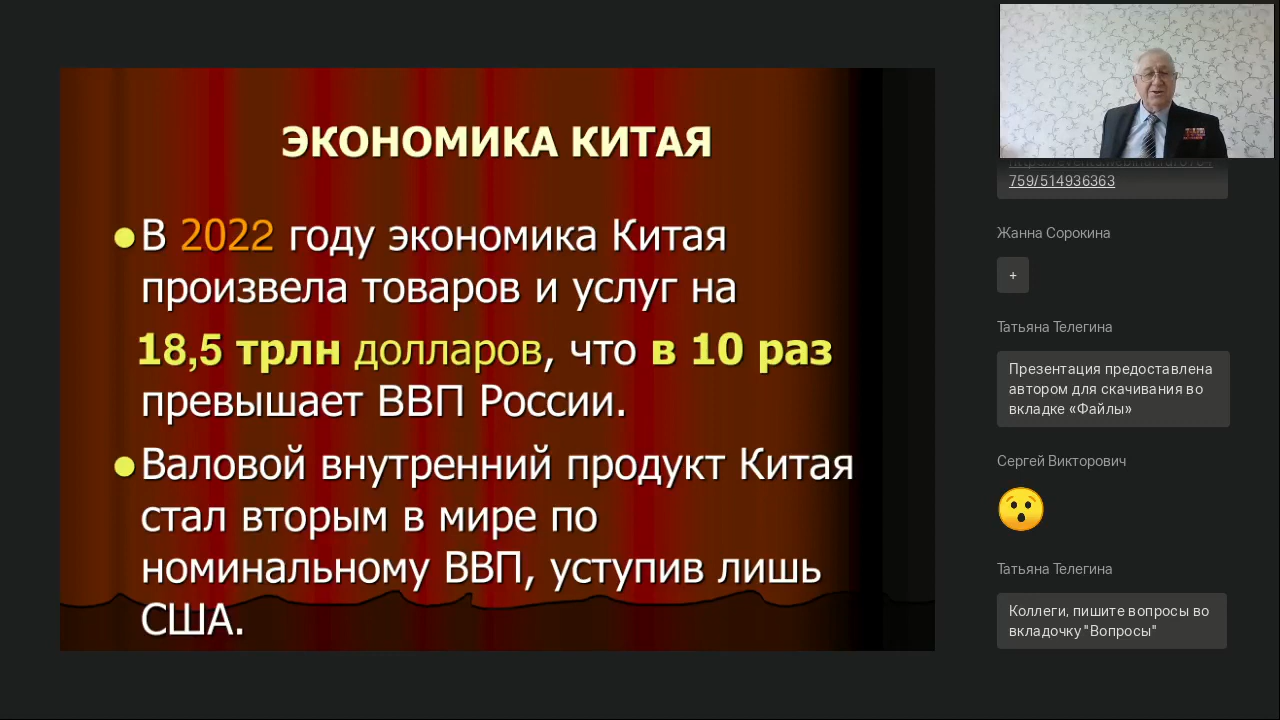 ЭКОНОМИКА КИТАЯ
В 2022 году экономика Китая
произвела товаров и услуг на
18,5 трлн долларов, что в 10 раз
превышает ВВП России.
Валовой внутренний продукт Китая
стал вторым в мире по
номинальному ВВП, уступив лишь
США.
759/514936363
Жанна Сорокина
+
Татьяна Телегина
Презентация предоставлена
автором для скачивания во
вкладке «Файлы»
Сергей Викторович
Татьяна Телегина
Коллеги, пишите вопросы во
вкладочку "Вопросы"